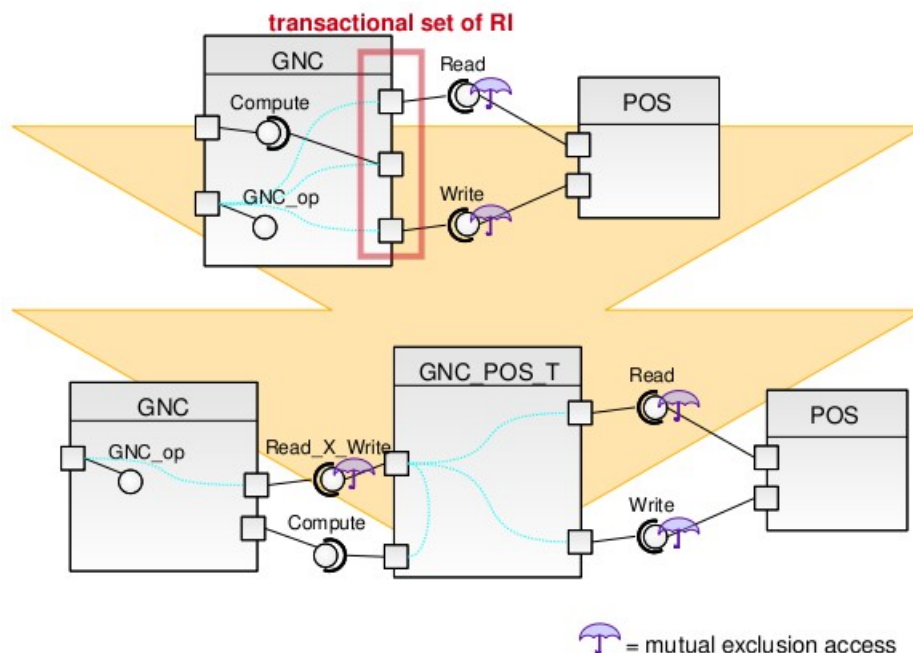 transactional set of RI
GNC
Read
Compute
POS
GNC_op
Write
GNC_POS_T
Read
GNC
POS
GNC_op
Read_X_Write
Write
Compute
= mutual exclusion access